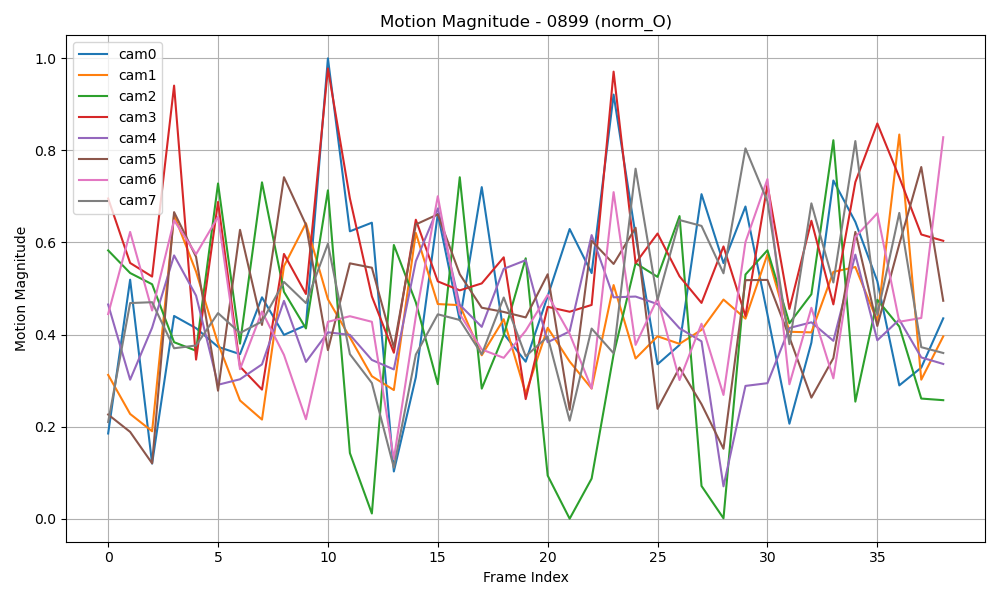 Motion Magnitude - 0899 (norm_O)
cam0
cam1
cam2
cam3
cam4
cam5
cam6
cam7
Motion Magnitude
1.0
0.8
0.6
0.4
0.2
0.0
0 5 10 15 20 25 30 35
Frame Index